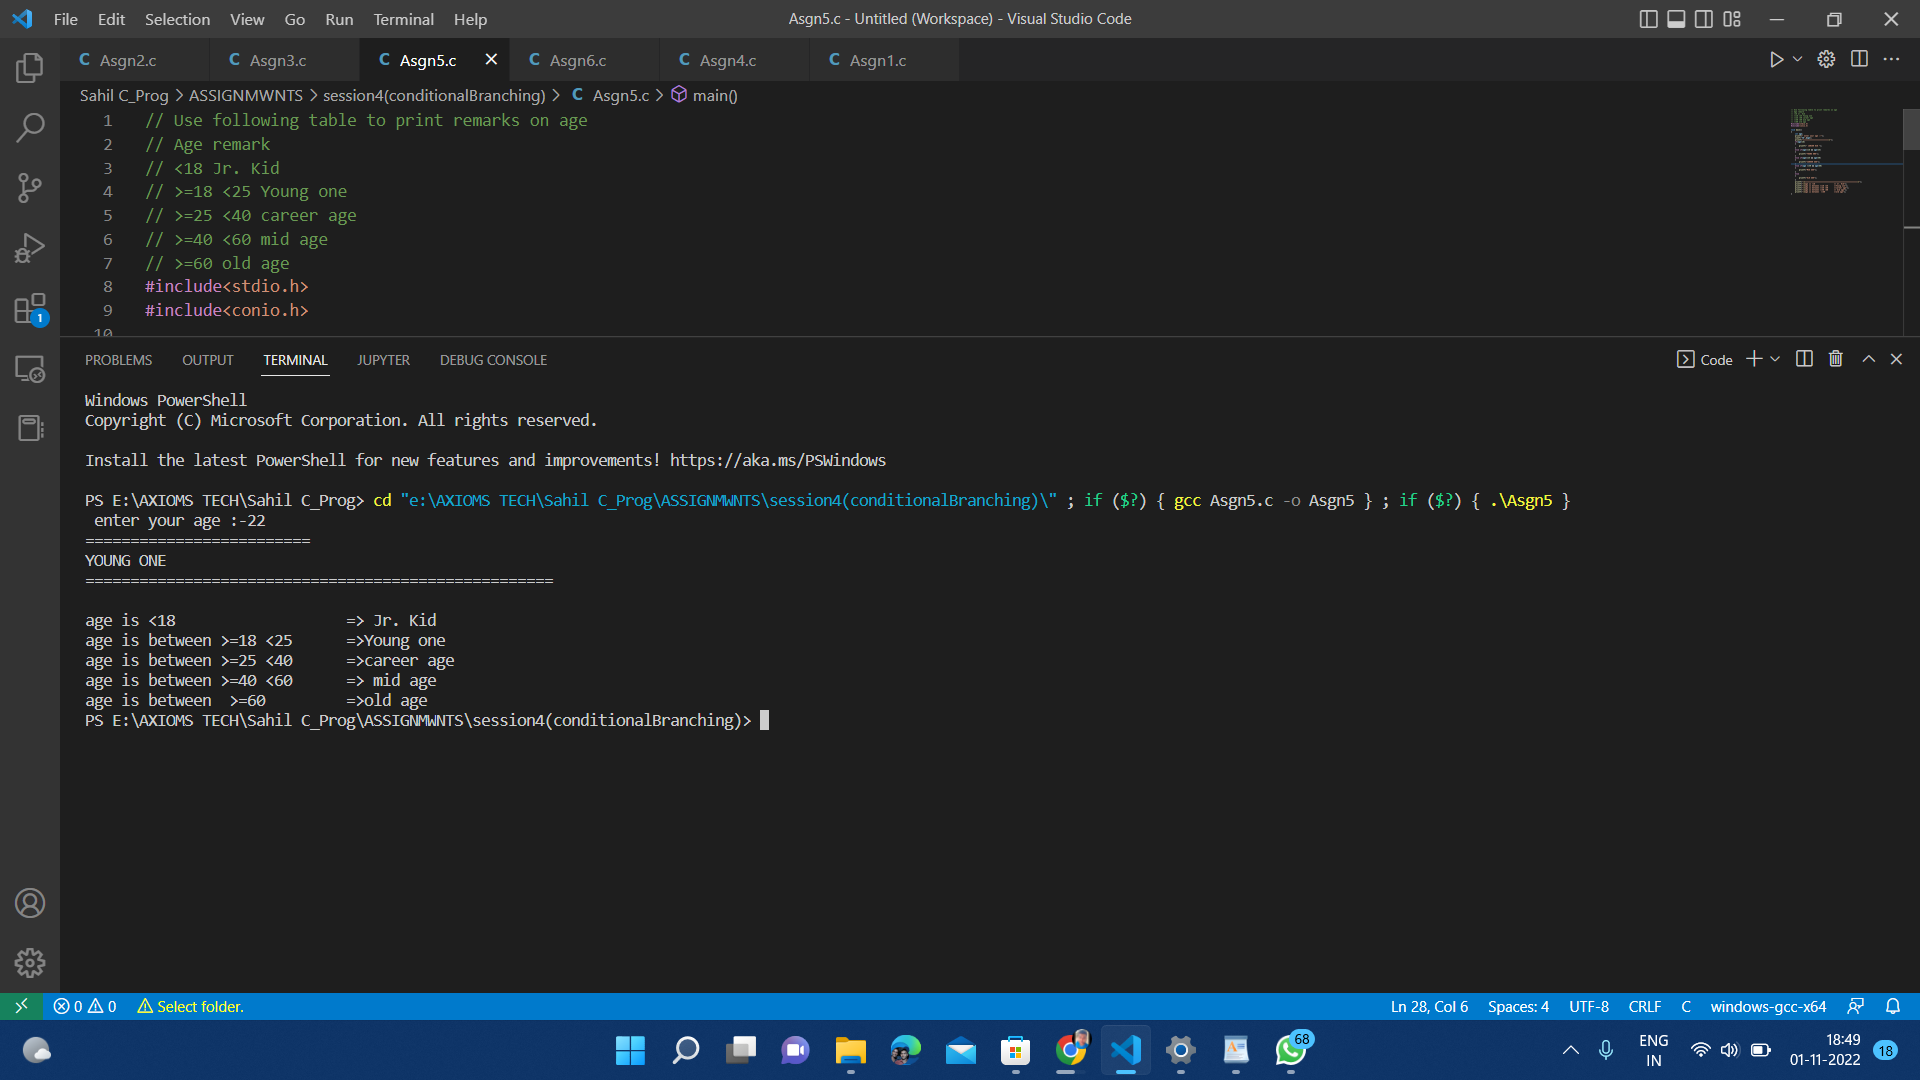 File Edit Selection View Go Run Terminal Help
Asgn5.c - Untitled (Workspace) - Visual Studio Code
C Asgn2.c C Asgn3.c C Asgn5.c C Asgn6.c C Asgn4.c C Asgn1.c
Sahil C_Prog > ASSIGNMWNTS > session4(conditionalBranching) > C Asgn5.c > main()
1 // Use following table to print remarks on age
2 // Age remark
3 // <18 Jr. Kid
4 // >=18 <25 Young one
5 // >=25 <40 career age
6 // >=40 <60 mid age
7 // >=60 old age
8 #include<stdio.h>
9 #include<conio.h>
10
1
PROBLEMS OUTPUT TERMINAL JUPYTER DEBUG CONSOLE
Code
Windows PowerShell
Copyright (C) Microsoft Corporation. All rights reserved.
Install the latest PowerShell for new features and improvements! https://aka.ms/PSWindows
PS E:\AXIOMS TECH\Sahil C_Prog> cd "e:\AXIOMS TECH\Sahil C_Prog\ASSIGNMWNTS\session4(conditionalBranching)\" ; if ($?) { gcc Asgn5.c -o Asgn5 } ; if ($?) { .\Asgn5 }
enter your age :-22
=========================
YOUNG ONE
====================================================
age is <18 => Jr. Kid
age is between >=18 <25 =>Young one
age is between >=25 <40 =>career age
age is between >=40 <60 => mid age
age is between >=60 =>old age
PS E:\AXIOMS TECH\Sahil C_Prog\ASSIGNMWNTS\session4(conditionalBranching)>
0 0 Select folder.
Ln 28, Col 6 Spaces: 4 UTF-8 CRLF C windows-gcc-x64
68
ENG
IN
18:49
01-11-2022
18